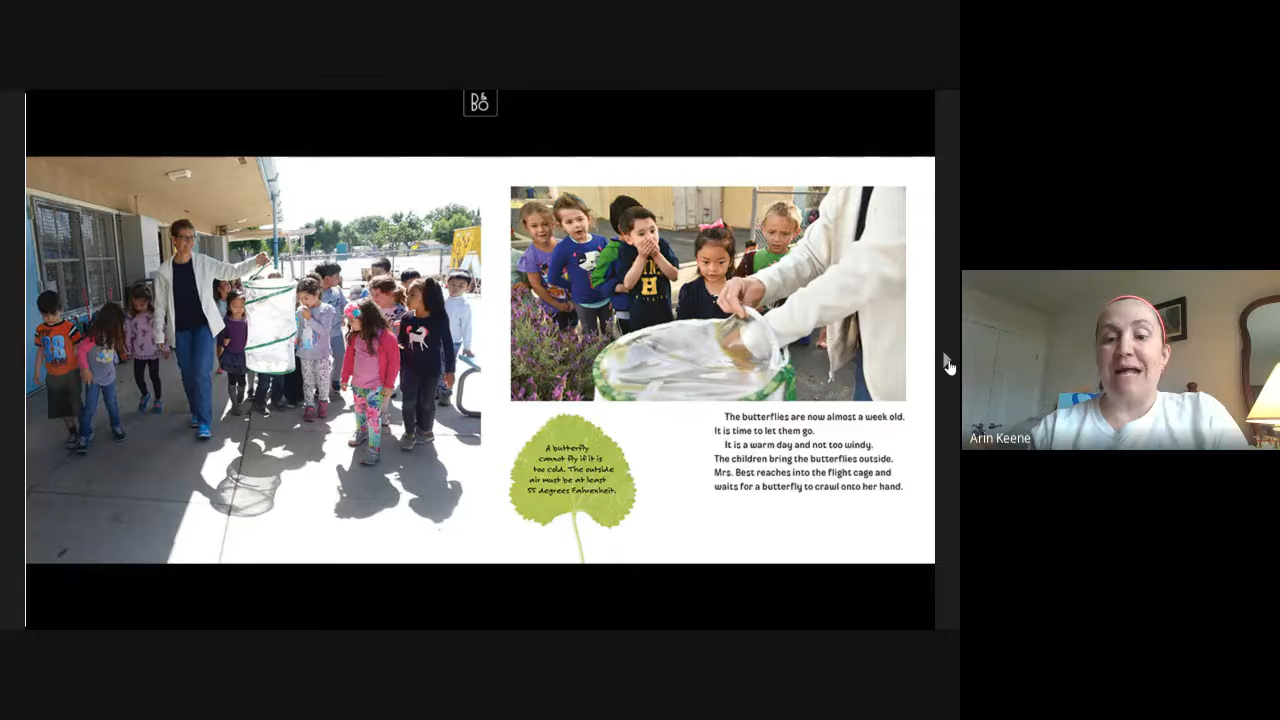 B&
BO
A butterfly
cannot fly if it is
too cold. The outside
air must be at least
55 degrees Fahrenheit.
The butterflies are now almost a week old.
It is time to let them go.
It is a warm day and not too windy.
The children bring the butterflies outside.
Mrs. Best reaches into the flight cage and
waits for a butterfly to crawl onto her hand.
Arin Keene
H